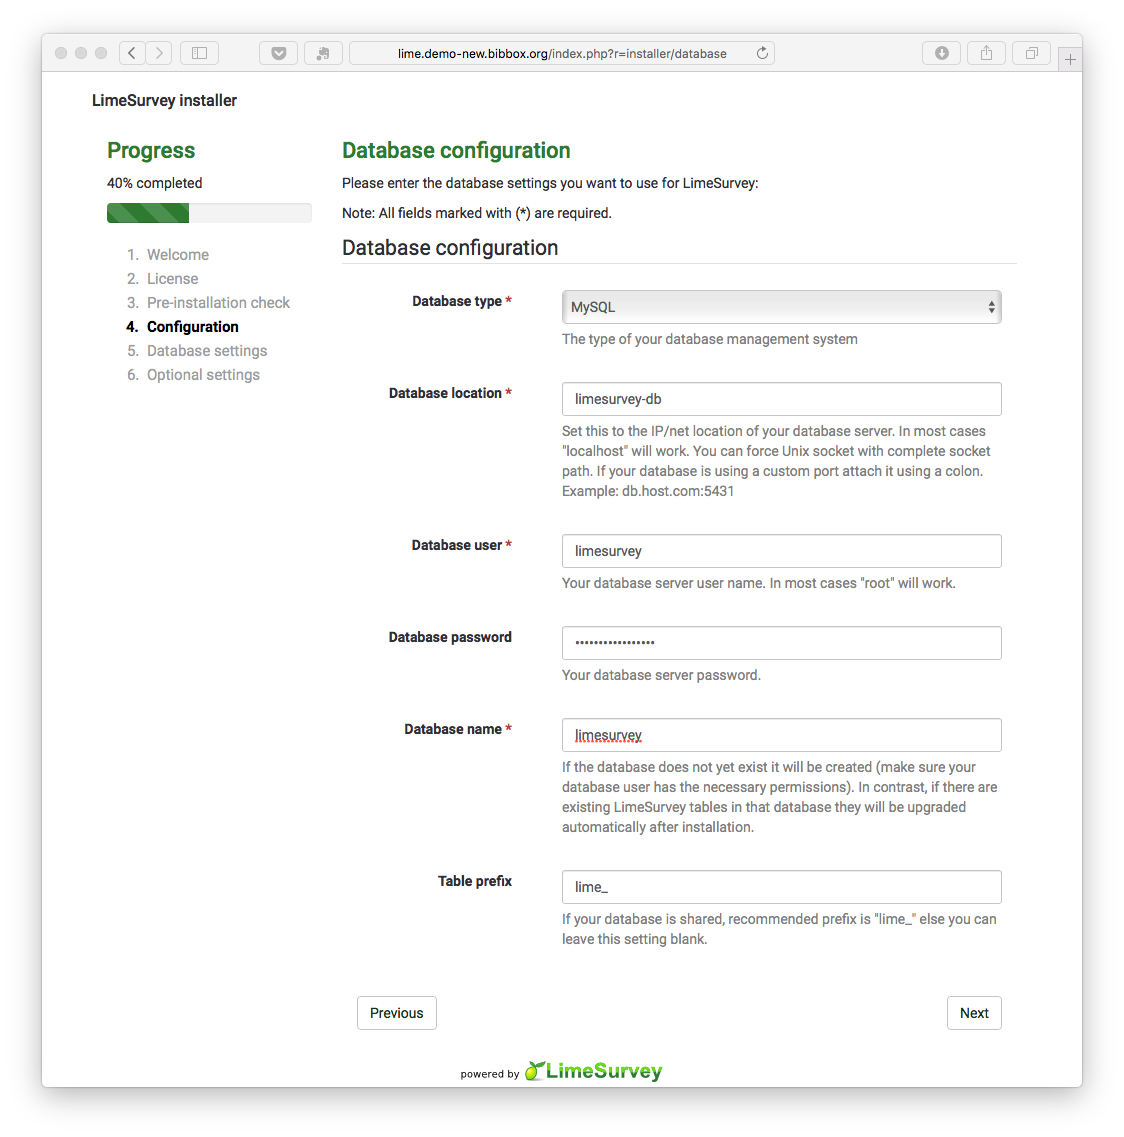 lime.demo-new.bibbox.org/index.php?r=installer/database
LimeSurvey installer
Progress
40% completed
1. Welcome
2. License
3. Pre-installation check
4. Configuration
5. Database settings
6. Optional settings
Database configuration
Please enter the database settings you want to use for LimeSurvey:
Note: All fields marked with (*) are required.
Database configuration
Database type *
MySQL
The type of your database management system
Database location *
limesurvey-db
Set this to the IP/net location of your database server. In most cases
"localhost" will work. You can force Unix socket with complete socket
path. If your database is using a custom port attach it using a colon.
Example: db.host.com:5431
Database user *
limesurvey
Your database server user name. In most cases "root" will work.
Database password
•••••••••••••••••
Your database server password.
Database name *
limesurvey
If the database does not yet exist it will be created (make sure your
database user has the necessary permissions). In contrast, if there are
existing LimeSurvey tables in that database they will be upgraded
automatically after installation.
Table prefix
lime_
If your database is shared, recommended prefix is "lime_" else you can
leave this setting blank.
Previous
Next
powered by LimeSurvey